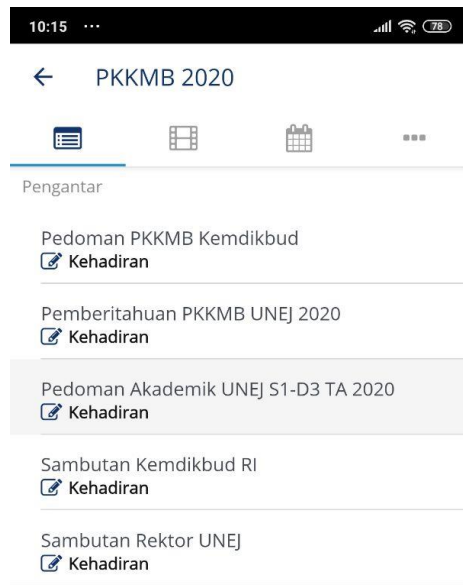 10:15 ...
78
PKKMB 2020
Pengantar
Pedoman PKKMB Kemdikbud
Kehadiran
Pemberitahuan PKKMB UNEJ 2020
Kehadiran
Pedoman Akademik UNEJ S1-D3 TA 2020
Kehadiran
Sambutan Kemdikbud RI
Kehadiran
Sambutan Rektor UNEJ
Kehadiran